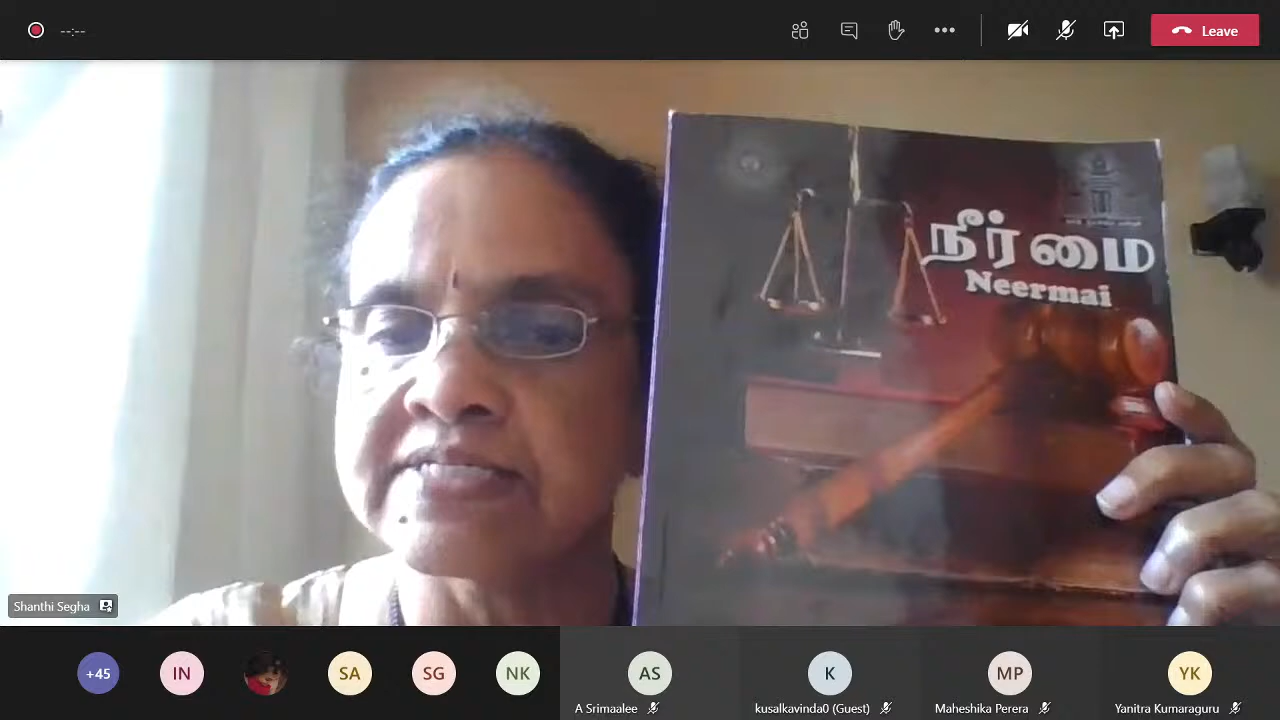 --:--
Leave
நீர்மை
Neermai
Shanthi Segha
+45
IN
SA
SG
NK
AS
K
MP
YK
A Srimaalee
kusalkavinda0 (Guest)
Maheshika Perera
Yanitra Kumaraguru